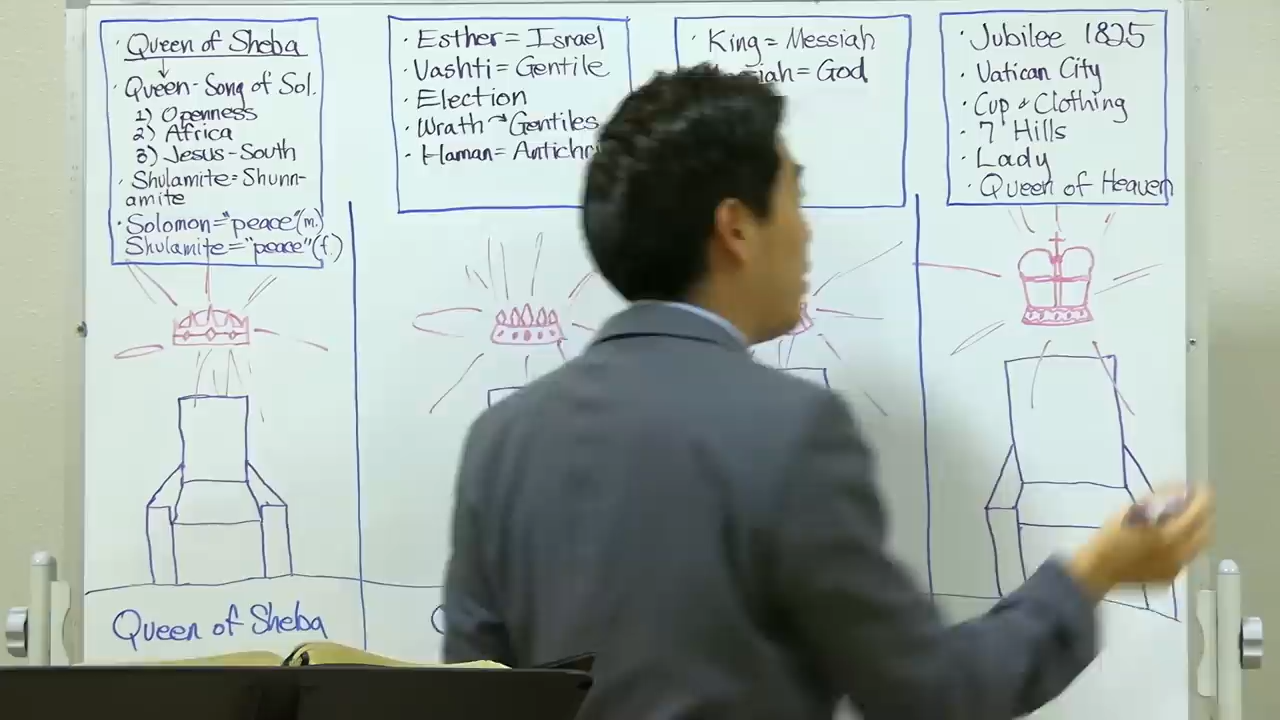 · Queen of Sheba
· Queen-Song of Sol.
1) Openness
2) Africa
3) Jesus-South
· Shulamite=Shunn-
amite
· Solomon="peace"(m.)
Shulamite="peace"(f.)
· Esther=Israel
· Vashti=Gentile
· Election
· Wrath→Gentiles
· Haman=
· King=Messiah
=God
· Jubilee 1825
· Vatican City
· Cup & Clothing
· 7 Hills
· Lady
· Queen of Heaven
Queen of Sheba